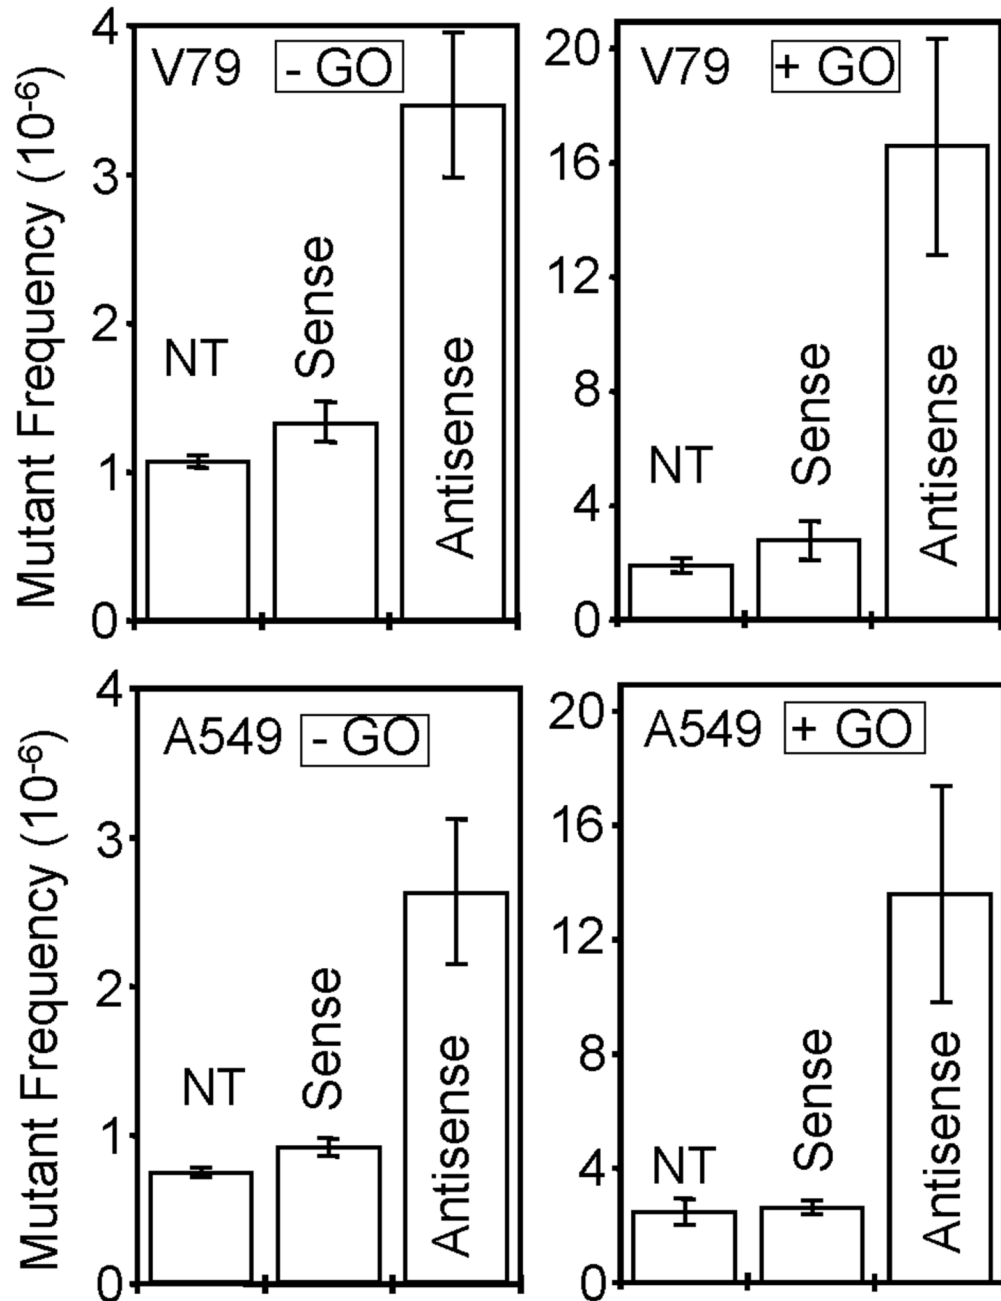 Mutant Frequency (10-6)
4
3
2
1
0
V79
- GO
NT
Sense
Antisense
20
16
12
8
4
0
V79
+ GO
NT
Sense
Antisense
Mutant Frequency (10-6)
4
3
2
1
0
A549
- GO
NT
Sense
Antisense
20
16
12
8
4
0
A549
+ GO
NT
Sense
Antisense